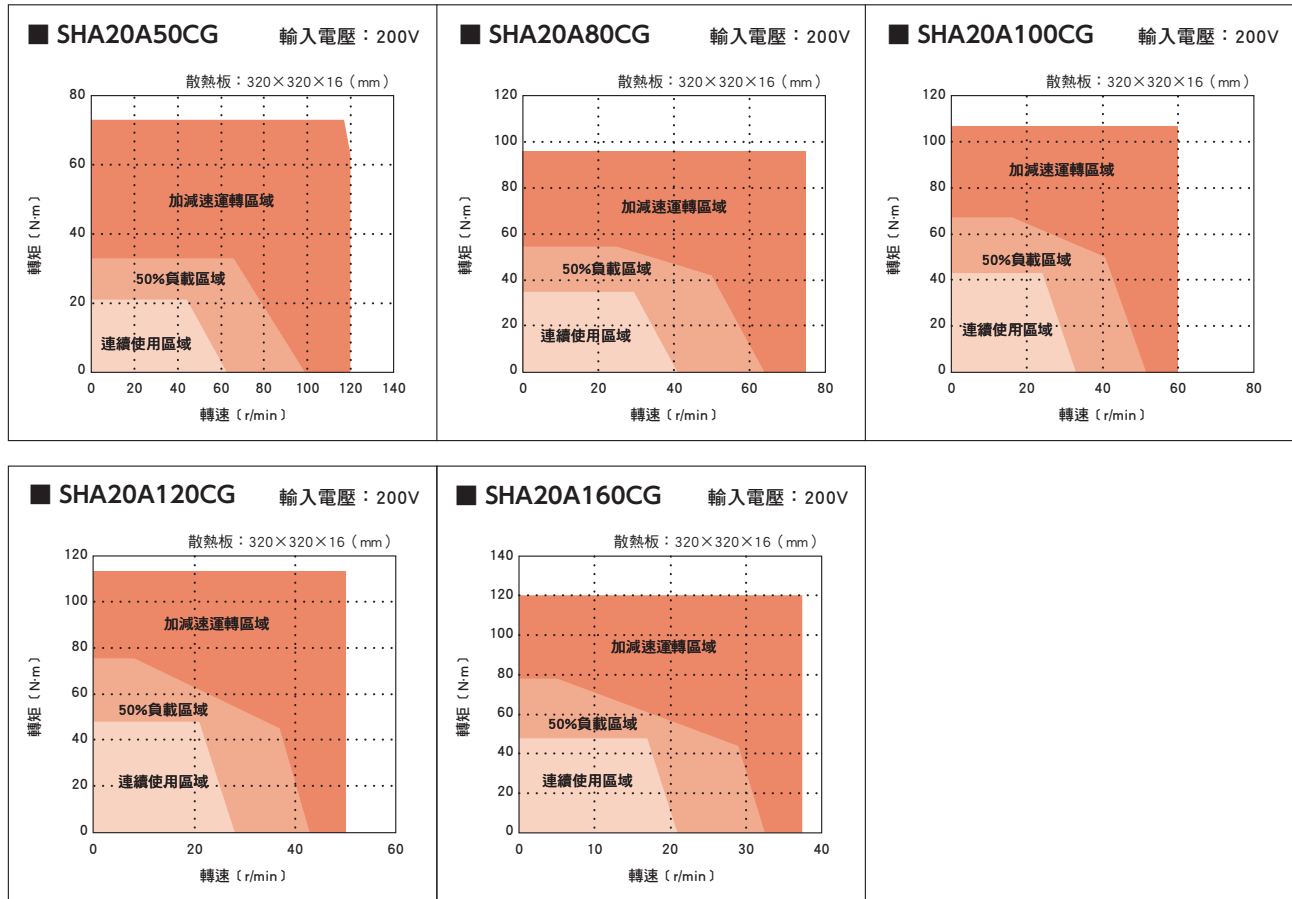 ■ SHA20A50CG 輸入電壓：200V
散熱板：320×320×16（mm）
80
60
40
20
0
轉矩〔N·m〕
加減速運轉區域
50%負載區域
連續使用區域
0 20 40 60 80 100 120 140
轉速〔r/min〕
■ SHA20A80CG 輸入電壓：200V
散熱板：320×320×16（mm）
120
100
80
60
40
20
0
轉矩〔N·m〕
加減速運轉區域
50%負載區域
連續使用區域
0 20 40 60 80
轉速〔r/min〕
■ SHA20A100CG 輸入電壓：200V
散熱板：320×320×16（mm）
120
100
80
60
40
20
0
轉矩〔N·m〕
加減速運轉區域
50%負載區域
連續使用區域
0 20 40 60 80
轉速〔r/min〕
■ SHA20A120CG 輸入電壓：200V
散熱板：320×320×16（mm）
120
100
80
60
40
20
0
轉矩〔N·m〕
加減速運轉區域
50%負載區域
連續使用區域
0 20 40 60
轉速〔r/min〕
■ SHA20A160CG 輸入電壓：200V
散熱板：320×320×16（mm）
140
120
100
80
60
40
20
0
轉矩〔N·m〕
加減速運轉區域
50%負載區域
連續使用區域
0 10 20 30 40
轉速〔r/min〕